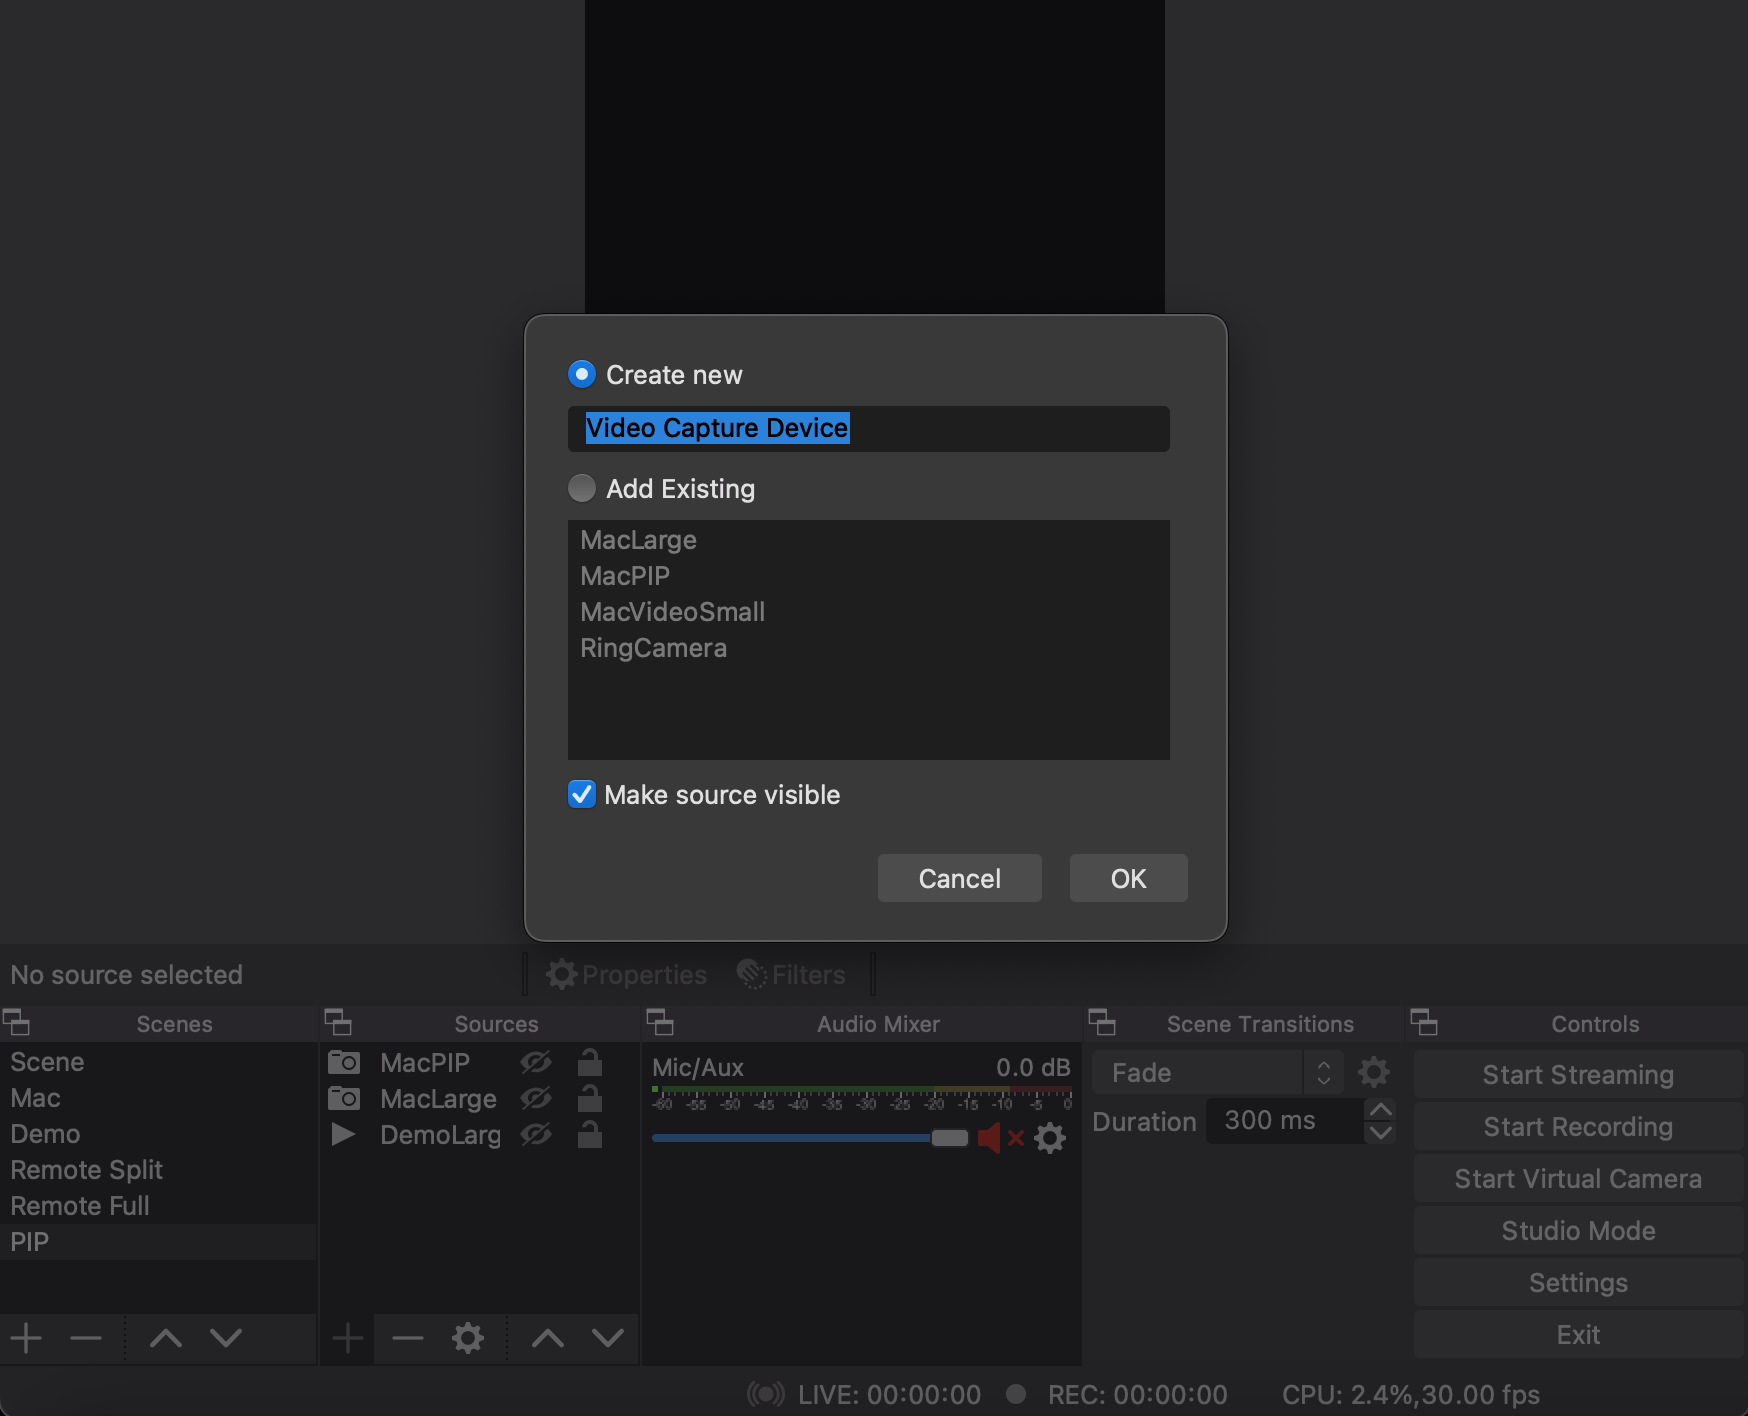 Create new
Video Capture Device
Add Existing
MacLarge
MacPIP
MacVideoSmall
RingCamera
Make source visible
Cancel OK
No source selected Properties Filters
Scenes Sources Audio Mixer Scene Transitions Controls
Scene
Mac
Demo
Remote Split
Remote Full
PIP
MacPIP
MacLarge
DemoLarg
Mic/Aux 0.0 dB
-60 -55 -50 -45 -40 -35 -30 -25 -20 -15 -10 -5 0
Fade
Duration 300 ms
Start Streaming
Start Recording
Start Virtual Camera
Studio Mode
Settings
Exit
LIVE: 00:00:00 REC: 00:00:00 CPU: 2.4%,30.00 fps